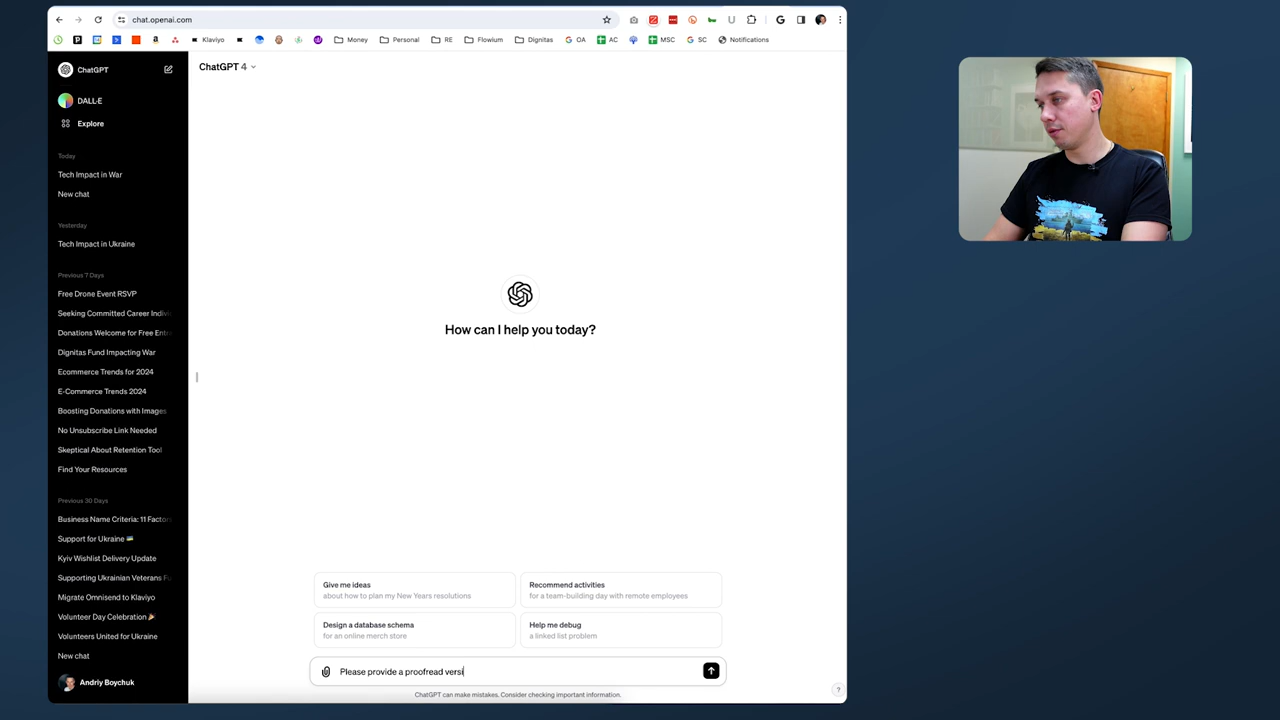 chat.openai.com
Klaviyo
Money
Personal
RE
Flowium
Dignitas
OA
AC
MSC
SC
Notifications
ChatGPT
DALL·E
Explore
Today
Tech Impact in War
New chat
Yesterday
Tech Impact in Ukraine
Previous 7 Days
Free Drone Event RSVP
Seeking Committed Career Indivi
Donations Welcome for Free Entr
Dignitas Fund Impacting War
Ecommerce Trends for 2024
E-Commerce Trends 2024
Boosting Donations with Images
No Unsubscribe Link Needed
Skeptical About Retention Tool
Find Your Resources
Previous 30 Days
Business Name Criteria: 11 Factors
Support for Ukraine 🇺🇦
Kyiv Wishlist Delivery Update
Supporting Ukrainian Veterans Fu
Migrate Omnisend to Klaviyo
Volunteer Day Celebration 🎉
Volunteers United for Ukraine
New chat
Andriy Boychuk
ChatGPT 4
How can I help you today?
Give me ideas
about how to plan my New Years resolutions
Recommend activities
for a team-building day with remote employees
Design a database schema
for an online merch store
Help me debug
a linked list problem
Please provide a proofread versi
ChatGPT can make mistakes. Consider checking important information.
?